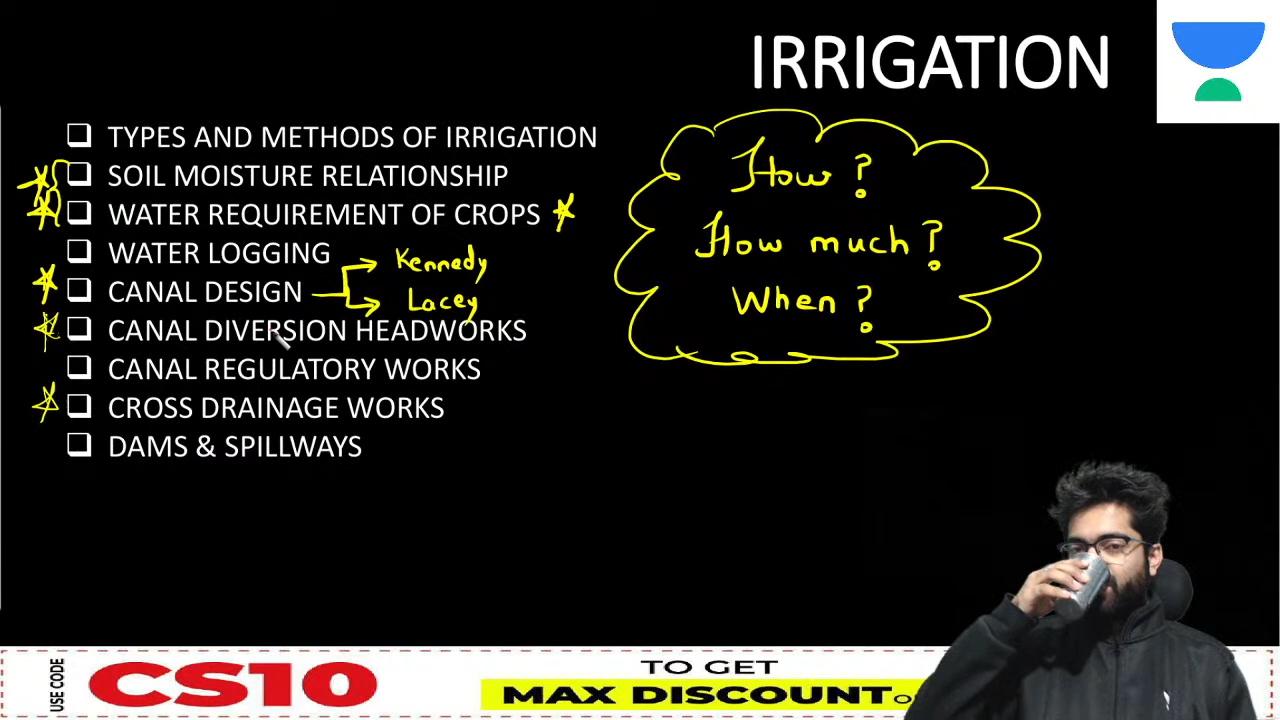 IRRIGATION
TYPES AND METHODS OF IRRIGATION
SOIL MOISTURE RELATIONSHIP
WATER REQUIREMENT OF CROPS
WATER LOGGING
CANAL DESIGN
Kennedy
Lacey
CANAL DIVERSION HEADWORKS
CANAL REGULATORY WORKS
CROSS DRAINAGE WORKS
DAMS & SPILLWAYS
How?
How much?
When?
USE CODE
CS10
TO GET
MAX DISCOUNT